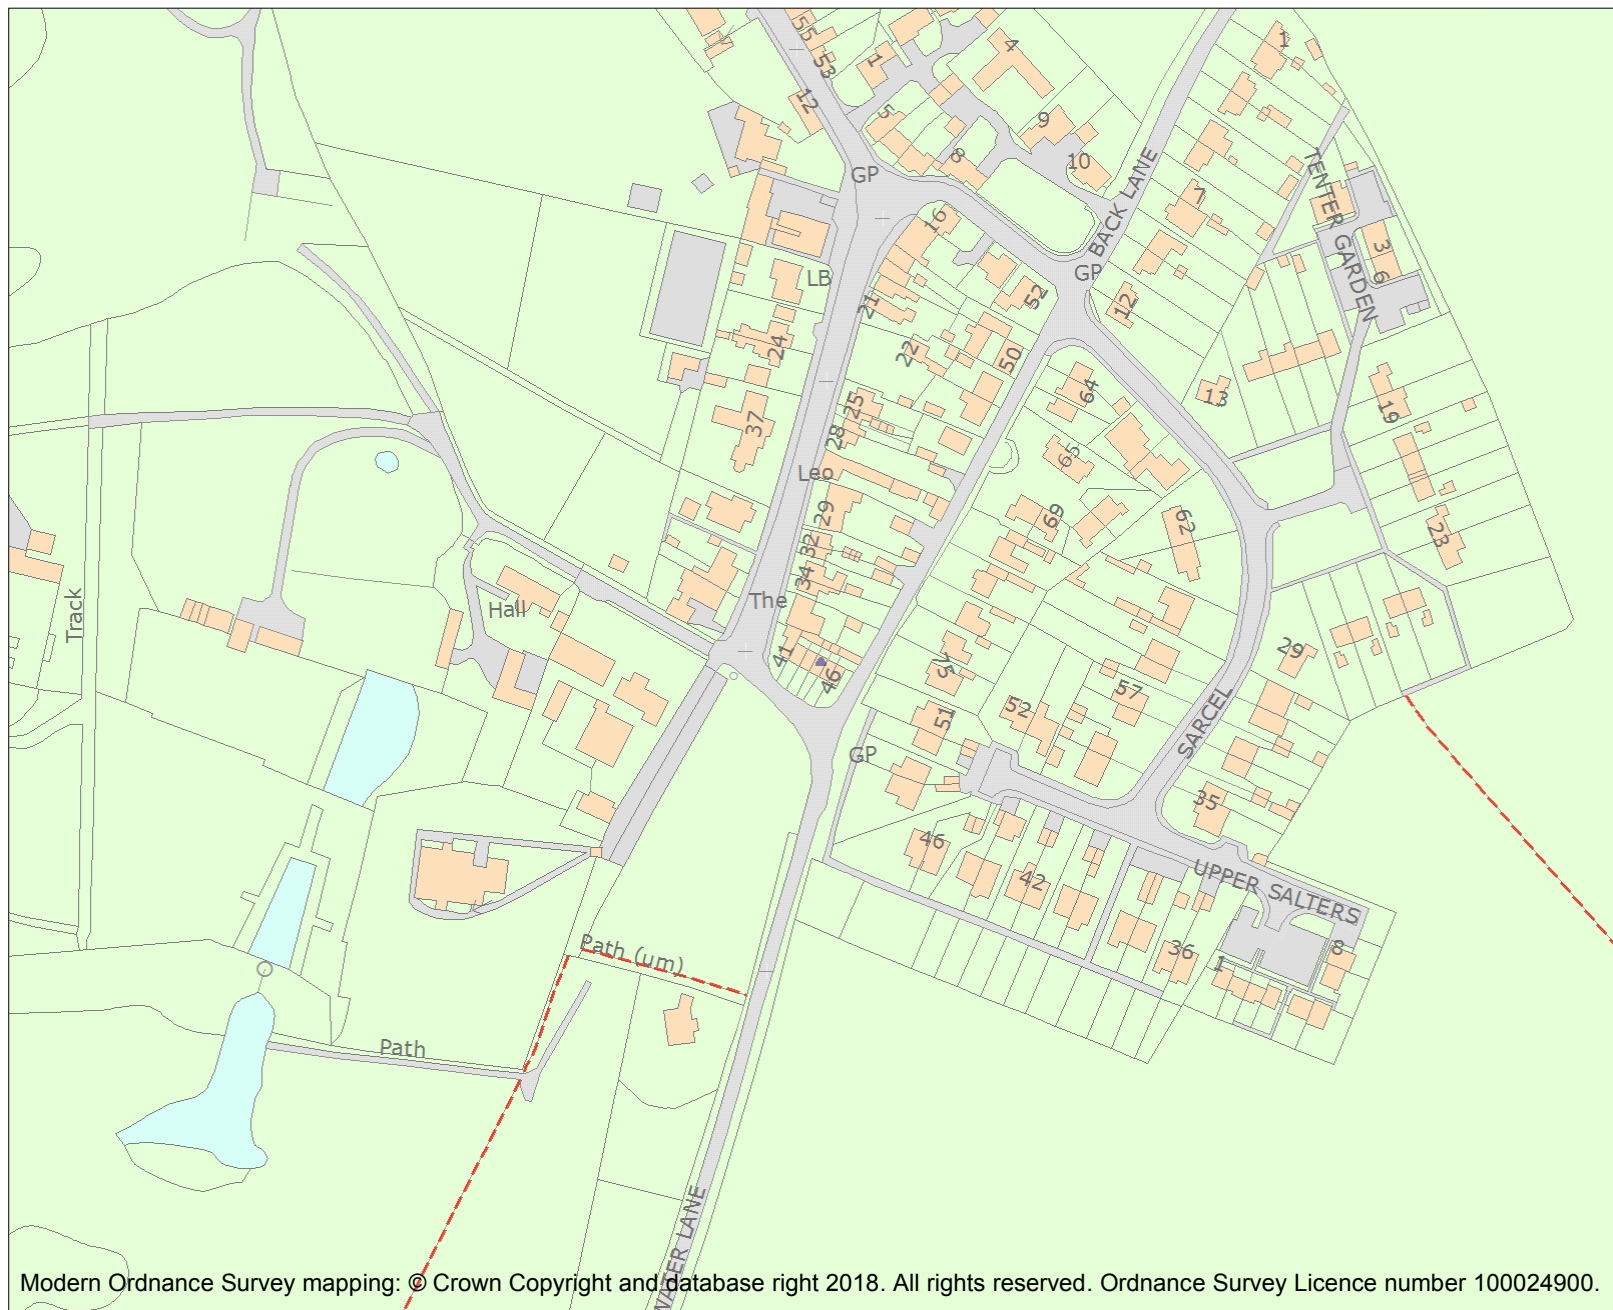 55
53
1
4
1
12
5
9
8
10
BACK LANE
TENTER GARDEN
GP
7
16
3
6
GP
LB
52
12
21
24
22
50
64
13
25
19
37
28
65
Leo
29
69
62
23
32
34
The
Hall
Track
41
46
75
29
57
52
51
SARCEL
GP
35
46
42
UPPER SALTERS
36
1
8
Path (um)
Path
WATER LANE
Modern Ordnance Survey mapping: © Crown Copyright and database right 2018. All rights reserved. Ordnance Survey Licence number 100024900.